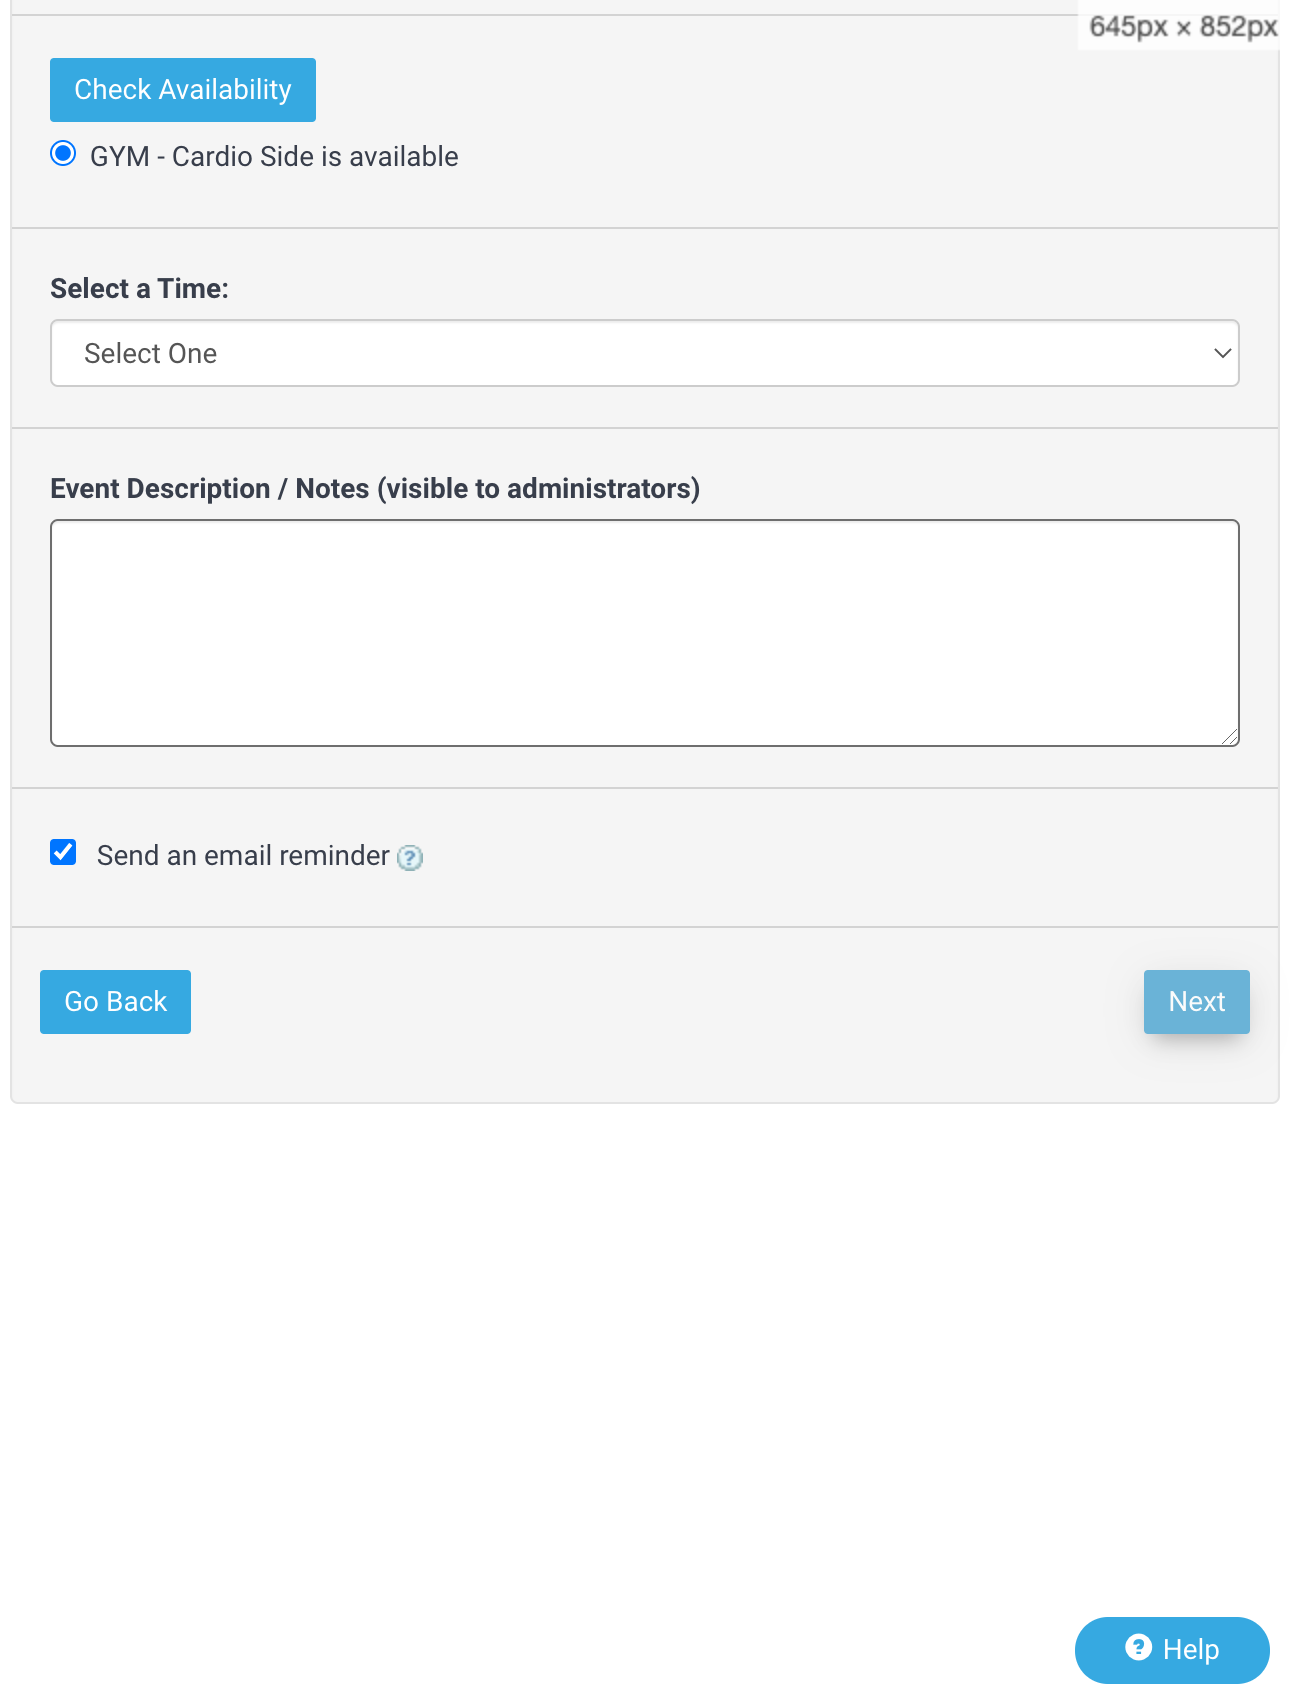 645px × 852px
Check Availability
GYM - Cardio Side is available
Select a Time:
Select One
Event Description / Notes (visible to administrators)
Send an email reminder ?
Go Back
Next
? Help